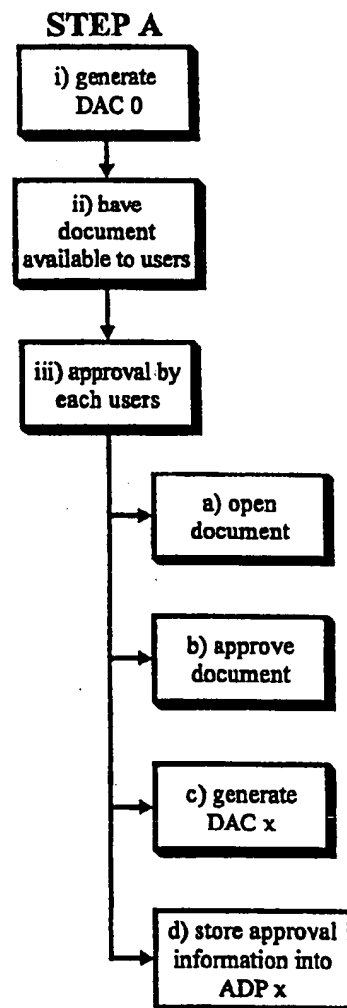 STEP A
i) generate
DAC 0
ii) have
document
available to users
iii) approval by
each users
a) open
document
b) approve
document
c) generate
DAC x
d) store approval
information into
ADP x